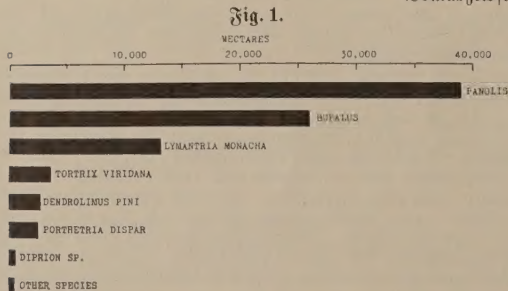 Fig. 1.
HECTARES
0 10,000 20,000 30,000 40,000
PANOLIS
BUPALUS
LYMANTRIA MONACHA
TORTRIX VIRIDANA
DENDROLIMUS PINI
PORTHETRIA DISPAR
DIPRION SP.
OTHER SPECIES